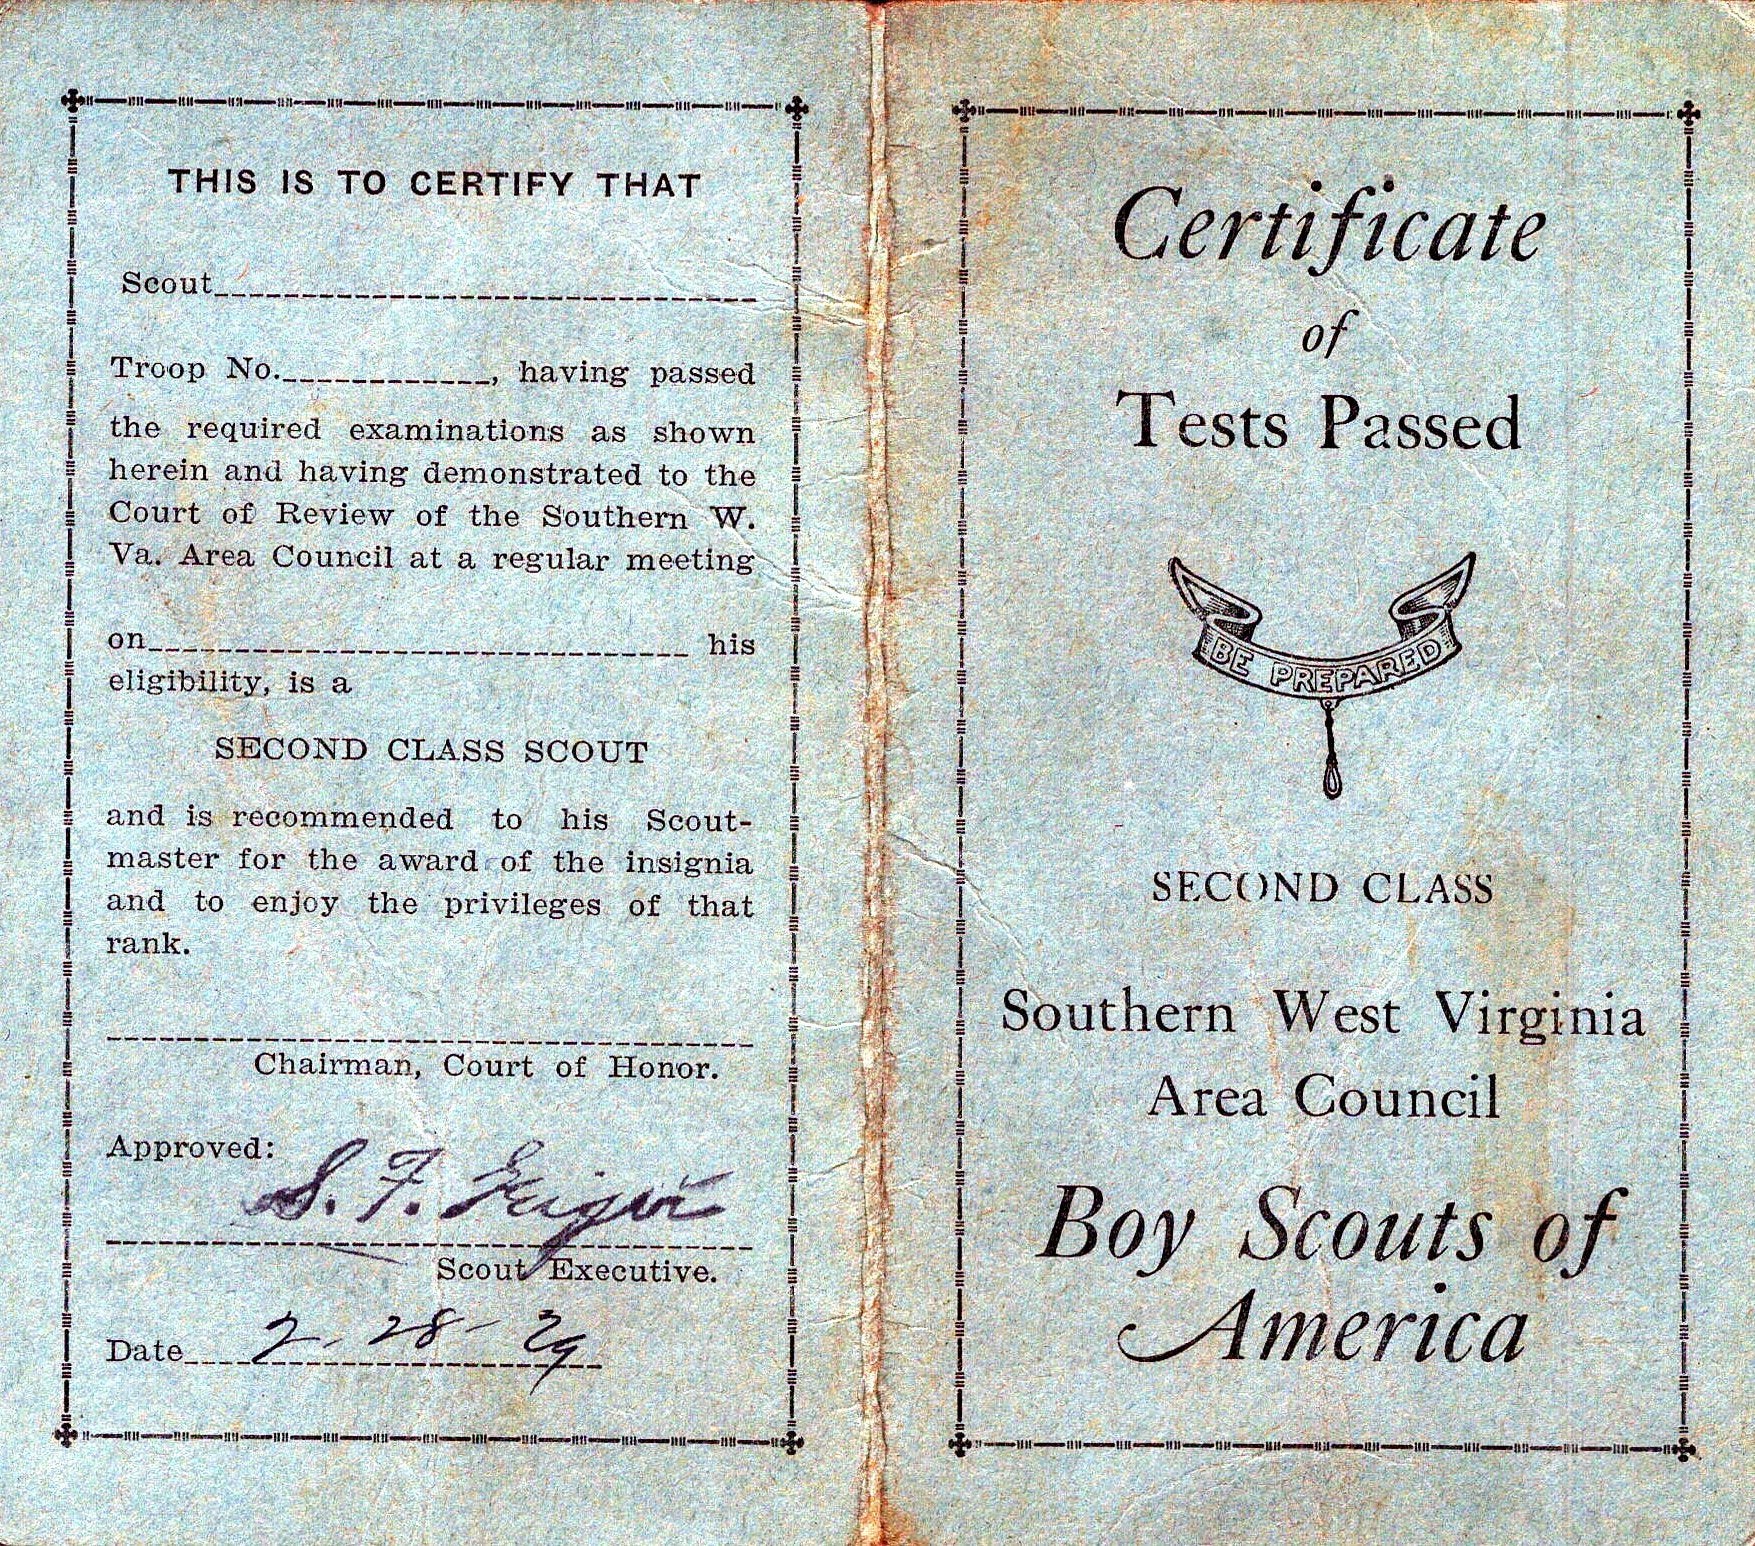 THIS IS TO CERTIFY THAT
Scout
Troop No. , having passed
the required examinations as shown
herein and having demonstrated to the
Court of Review of the Southern W.
Va. Area Council at a regular meeting
on his
eligibility, is a
SECOND CLASS SCOUT
and is recommended to his Scout-
master for the award of the insignia
and to enjoy the privileges of that
rank.
Chairman, Court of Honor.
Approved:
S. F.
Scout Executive.
Date 2-28-29
Certificate
of
Tests Passed
BE PREPARED
SECOND CLASS
Southern West Virginia
Area Council
Boy Scouts of
America